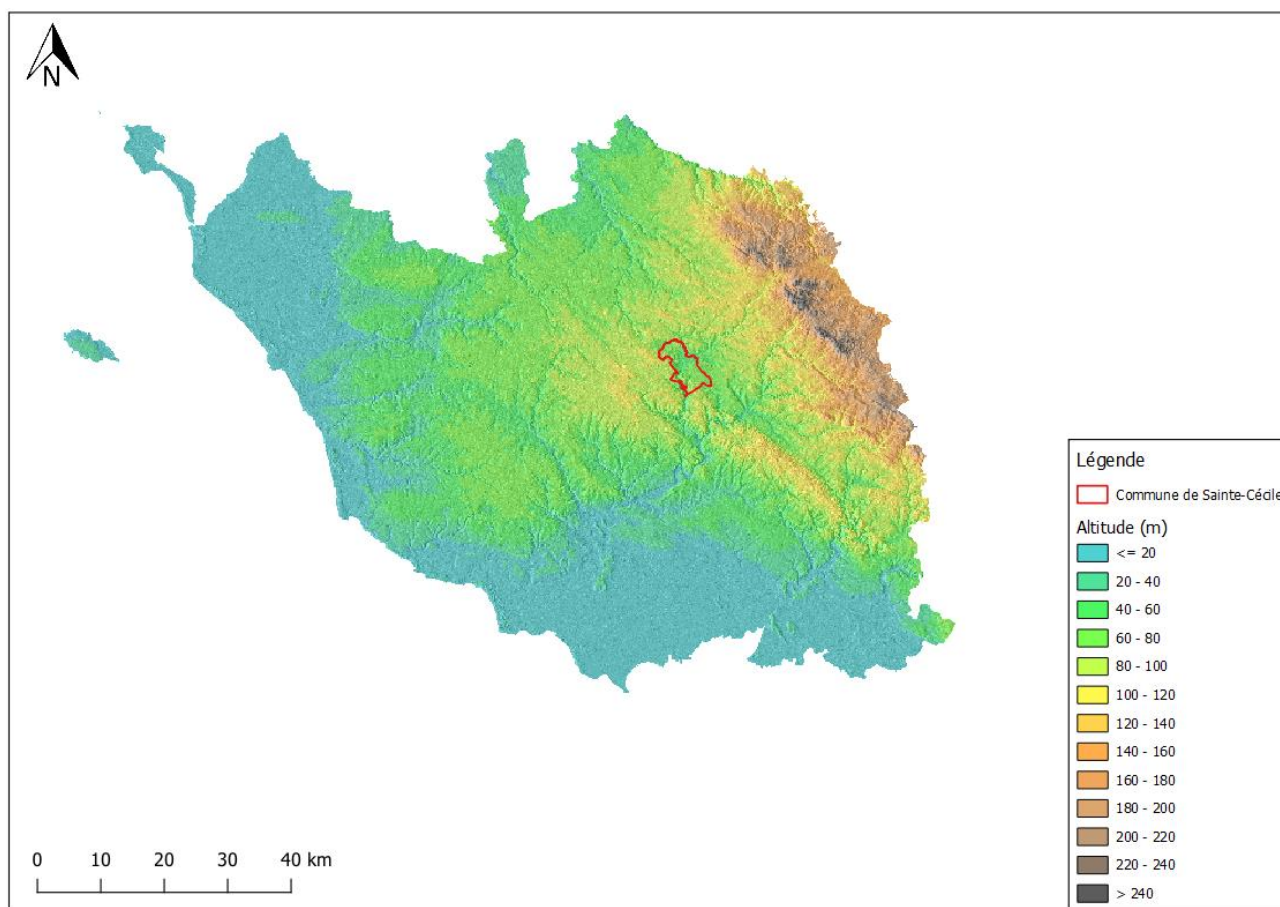 N
Légende
Commune de Sainte-Cécile
Altitude (m)
<= 20
20 - 40
40 - 60
60 - 80
80 - 100
100 - 120
120 - 140
140 - 160
160 - 180
180 - 200
200 - 220
220 - 240
> 240
0 10 20 30 40 km